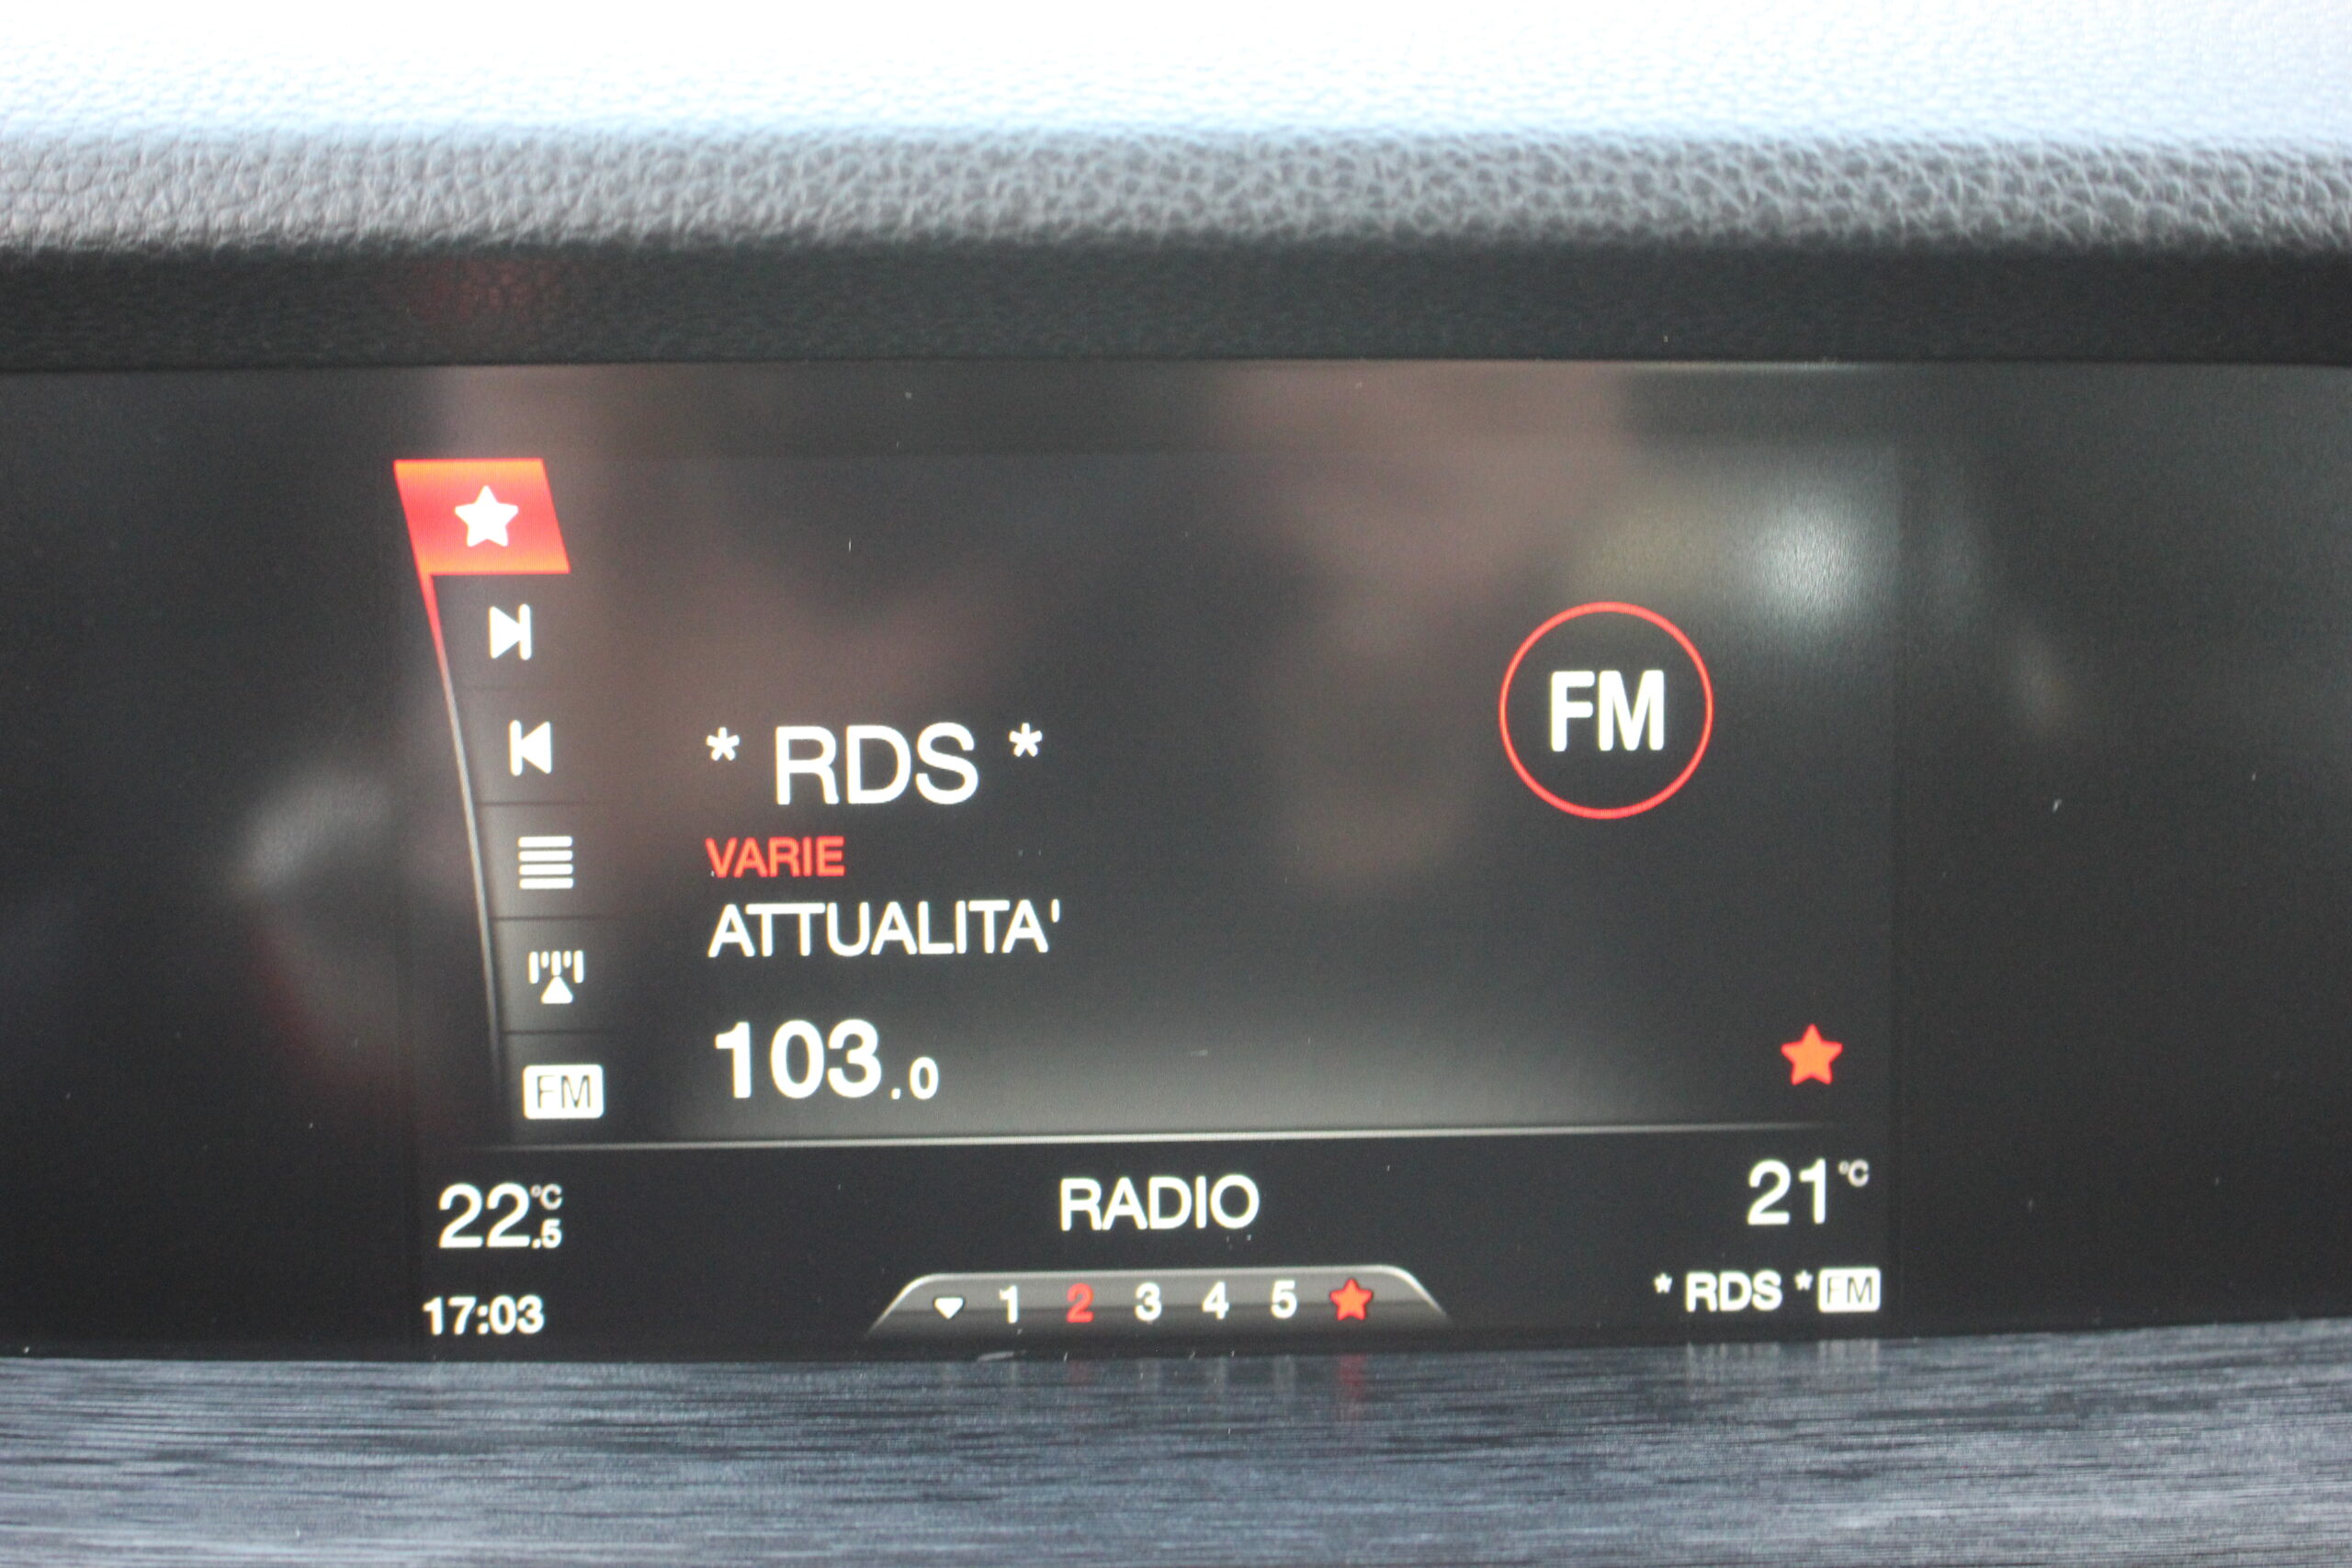 FM
* RDS *
VARIE
ATTUALITA'
103.0
FM
22.5 °C
RADIO
21 °C
17:03
1 2 3 4 5
* RDS * FM